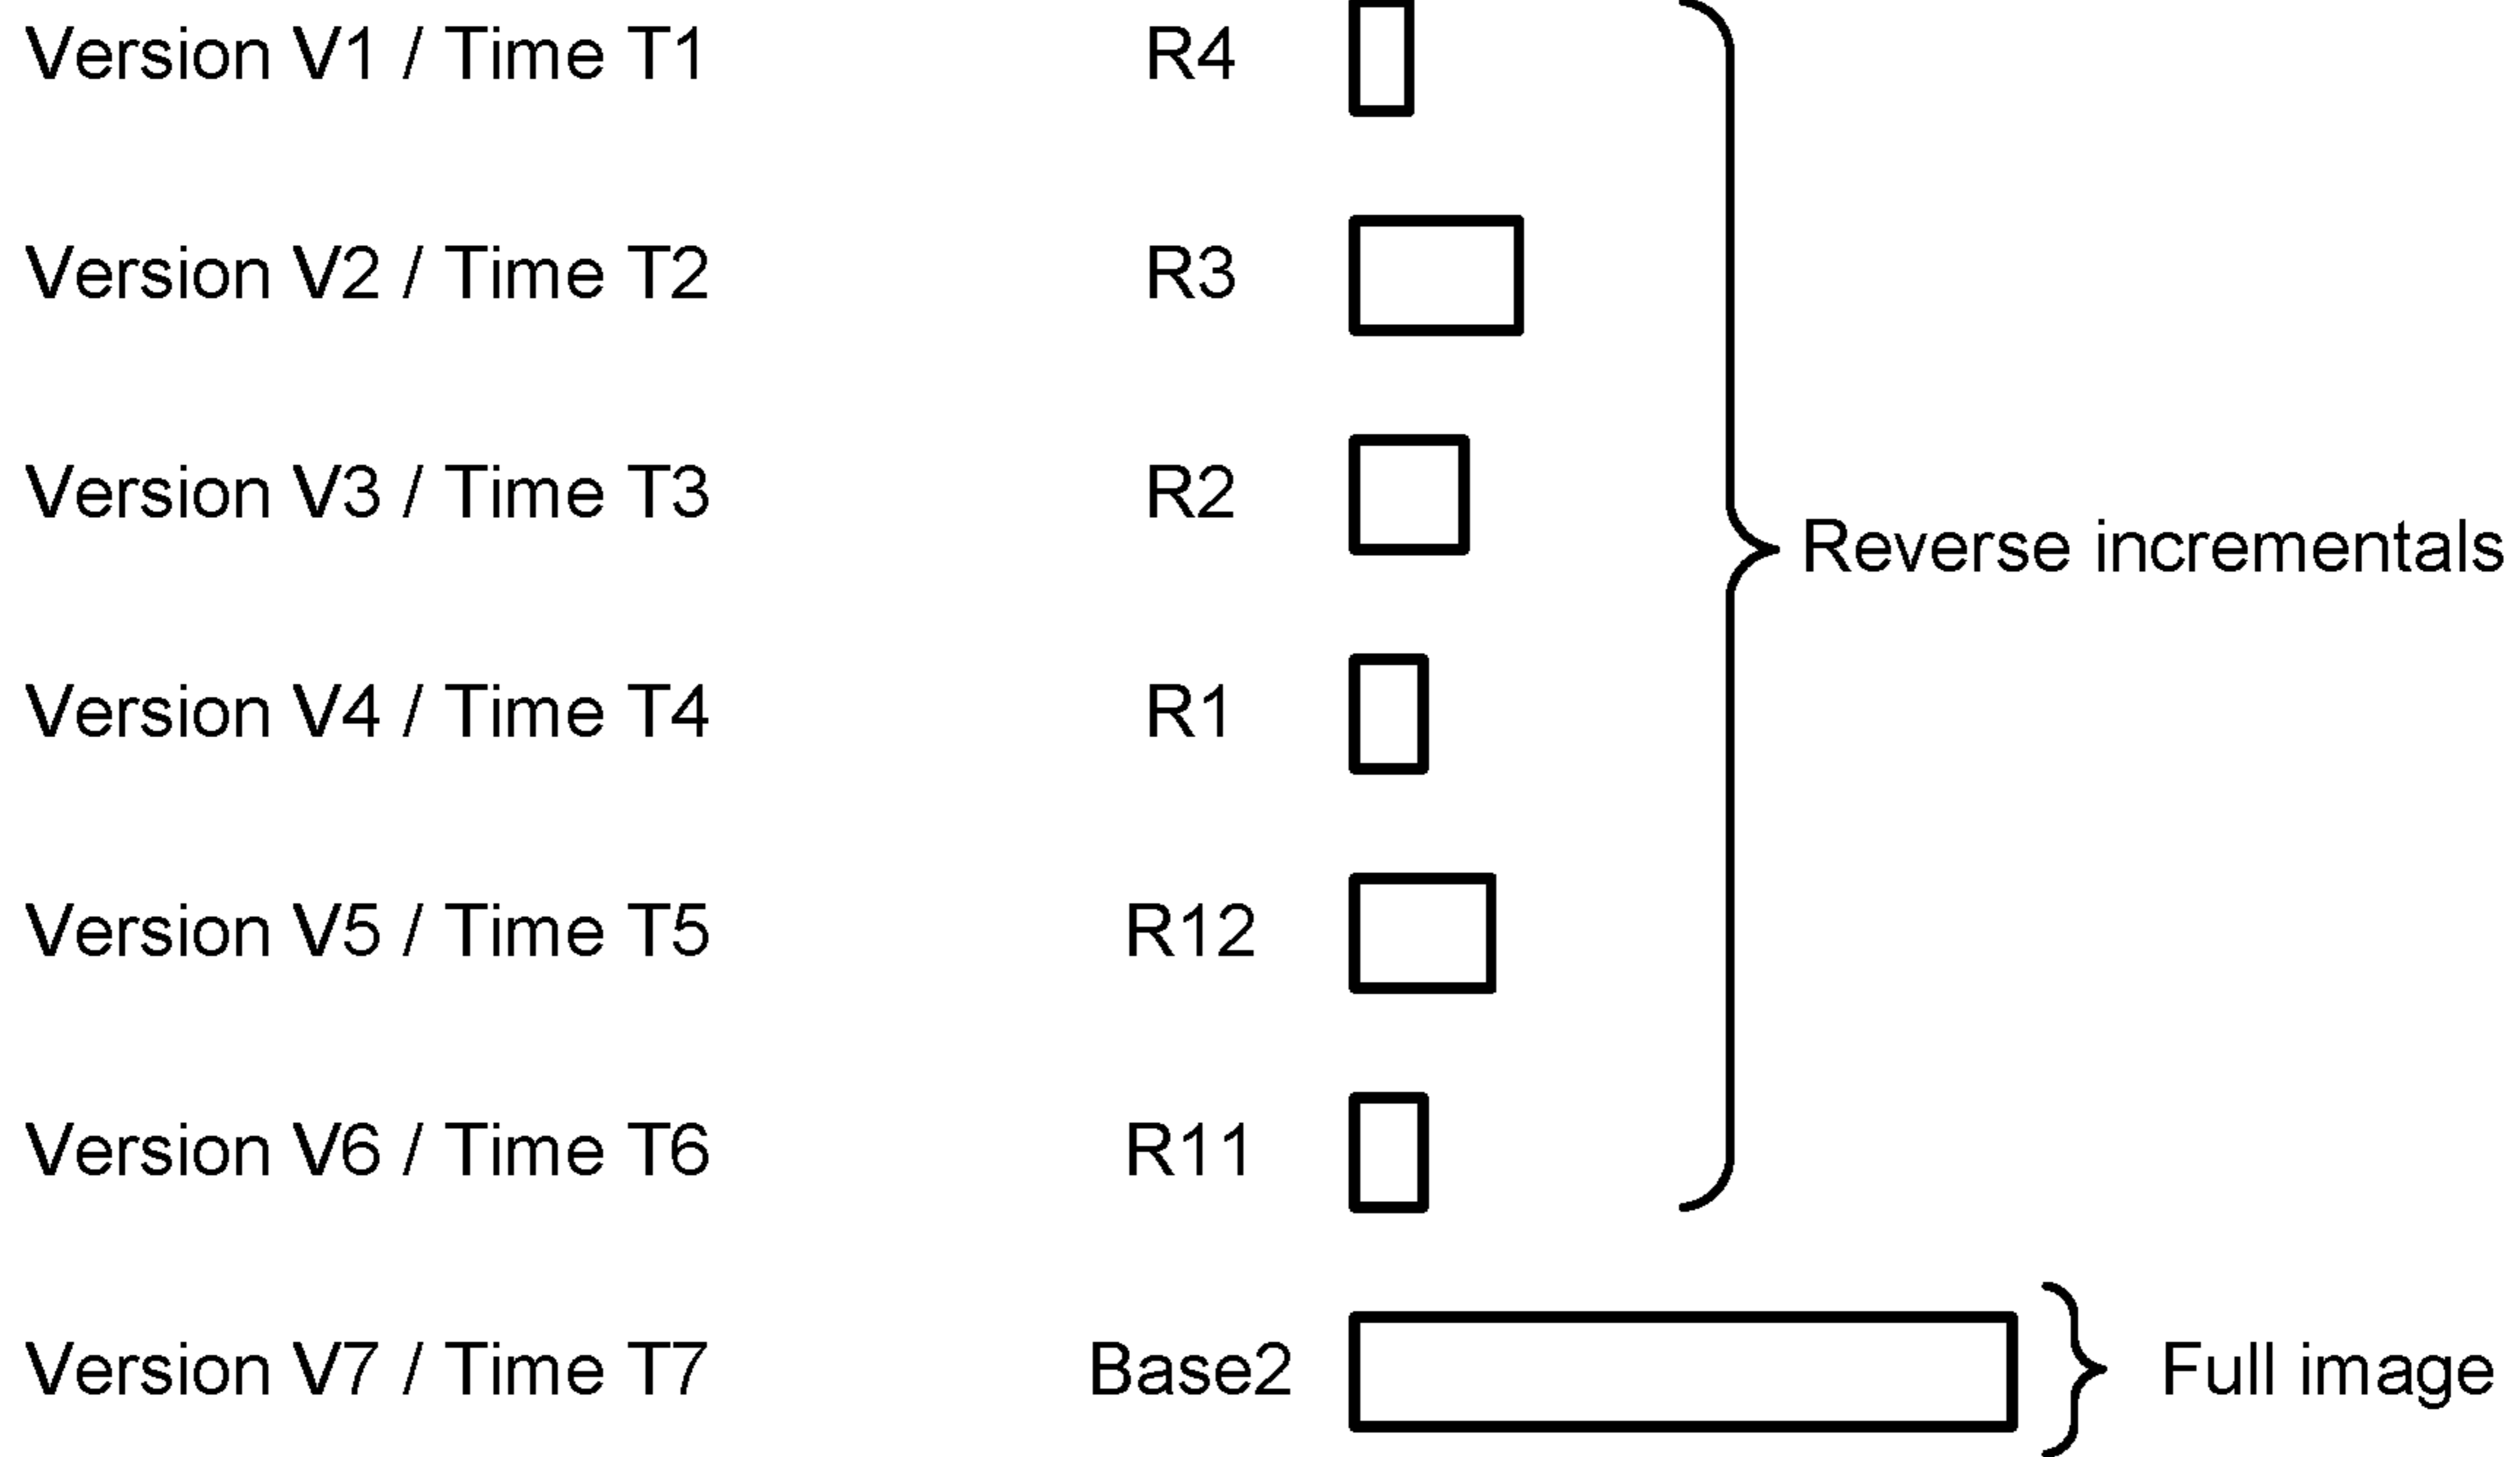 Version V1 / Time T1 R4
Version V2 / Time T2 R3
Version V3 / Time T3 R2
Reverse incrementals
Version V4 / Time T4 R1
Version V5 / Time T5 R12
Version V6 / Time T6 R11
Version V7 / Time T7 Base2 Full image